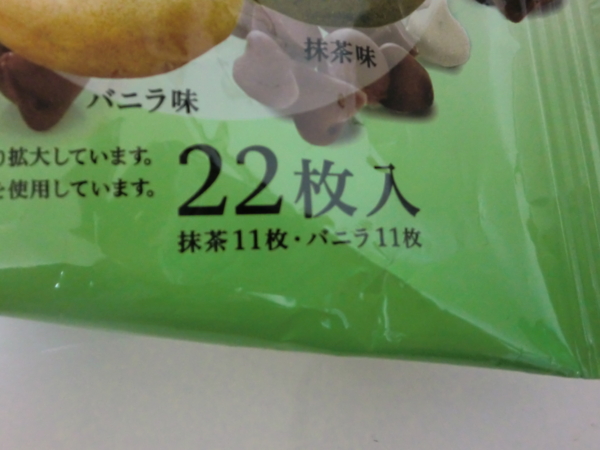 抹茶味
バニラ味
り拡大しています。
を使用しています。
22枚入
抹茶11枚・バニラ11枚